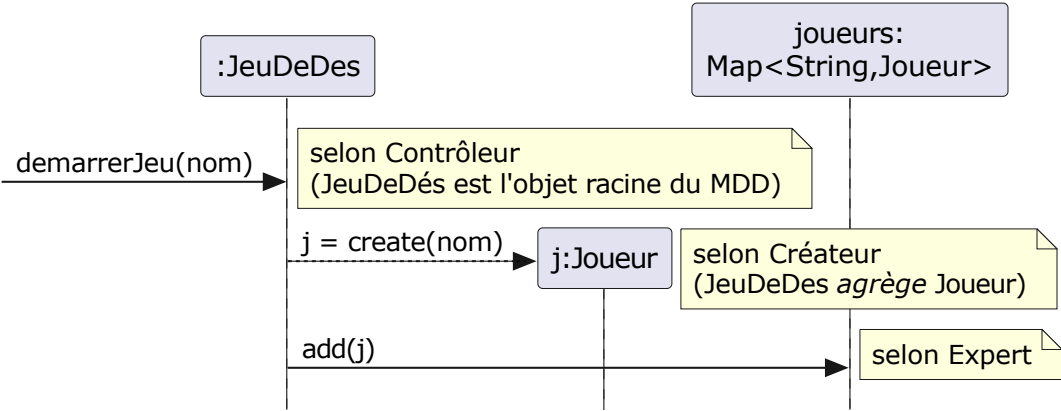 :JeuDeDes
joueurs:
Map<String,Joueur>
demarrerJeu(nom)
selon Contrôleur
(JeuDeDés est l'objet racine du MDD)
j = create(nom)
j:Joueur
selon Créateur
(JeuDeDes agrège Joueur)
add(j)
selon Expert